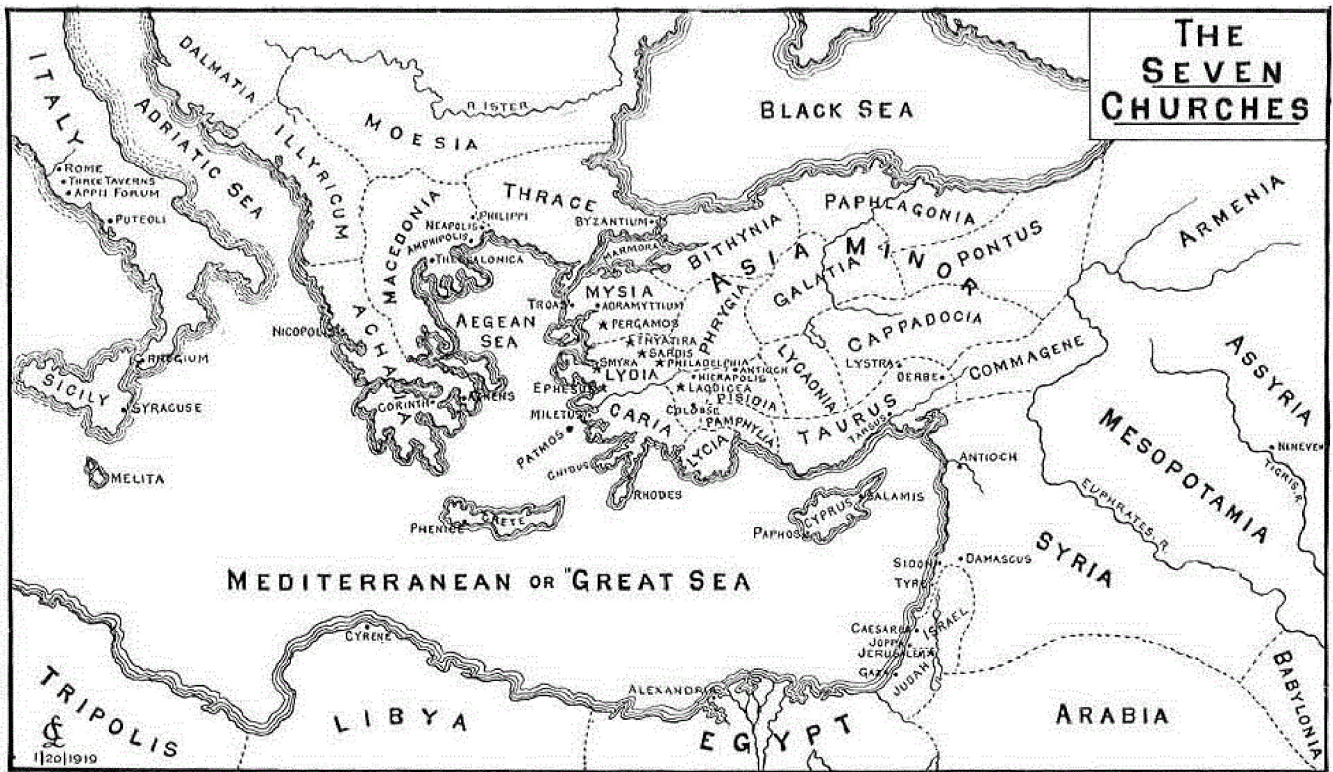 THE
SEVEN
CHURCHES
ITALY
DALMATIA
ADRIATIC SEA
ILLYRICUM
MOESIA
R. ISTER
BLACK SEA
ROME
THREE TAVERNS
APPII FORUM
PUTEOLI
MACEDONIA
THRACE
PHILIPPI
NEAPOLIS
AMPHIPOLIS
THESSALONICA
BYZANTIUM
MARMORA
BITHYNIA
PAPHLAGONIA
ASIA MINOR
PONTUS
GALATIA
ARMENIA
MYSIA
TROAS
ADRAMYTTIUM
PERGAMOS
THYATIRA
SARDIS
SMYRA
PHILADELPHIA
PHRYGIA
ANTIOCH
HIERAPOLIS
LYDIA
LAODICEA
EPHESUS
PISIDIA
COLOSSE
MILETUS
CARIA
PAMPHYLIA
PATMOS
CNIDUS
LYCIA
RHODES
LYCAONIA
CAPPADOCIA
LYSTRA
DERBE
COMMAGENE
TAURUS
TARSUS
AEGEAN
SEA
ACHAIA
NICOPOLIS
CORINTH
ATHENS
RHEGIUM
SICILY
SYRACUSE
MELITA
PHENICE
CRETE
CYPRUS
SALAMIS
PAPHOS
ANTIOCH
ASSYRIA
MESOPOTAMIA
NENEVEH
TIGRIS R.
EUPHRATES R.
SYRIA
SIDON
DAMASCUS
TYRE
ISRAEL
CAESAREA
JOPPA
JERUSALEM
GAZA
JUDAH
MEDITERRANEAN OR "GREAT SEA
CYRENE
ALEXANDRIA
TRIPOLIS
LIBYA
EGYPT
ARABIA
BABYLONIA
1|20|1919